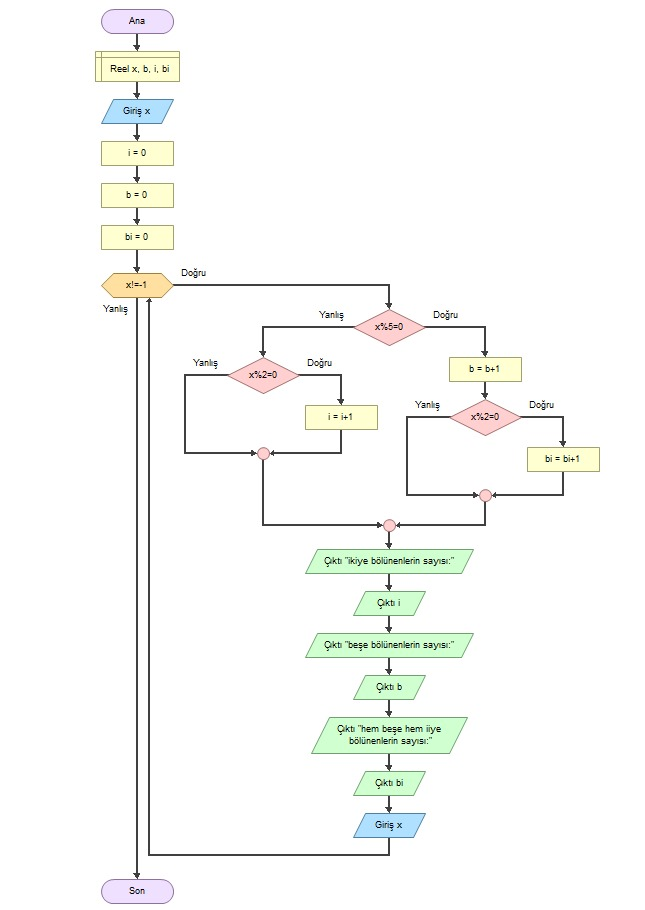 Ana
Reel x, b, i, bi
Giriş x
i = 0
b = 0
bi = 0
x!=-1
Doğru
Yanlış
x%5=0
Yanlış
Doğru
x%2=0
Yanlış
Doğru
i = i+1
b = b+1
x%2=0
Yanlış
Doğru
bi = bi+1
Çıktı "ikiye bölünenlerin sayısı:"
Çıktı i
Çıktı "beşe bölünenlerin sayısı:"
Çıktı b
Çıktı "hem beşe hem iiye
bölünenlerin sayısı:"
Çıktı bi
Giriş x
Son